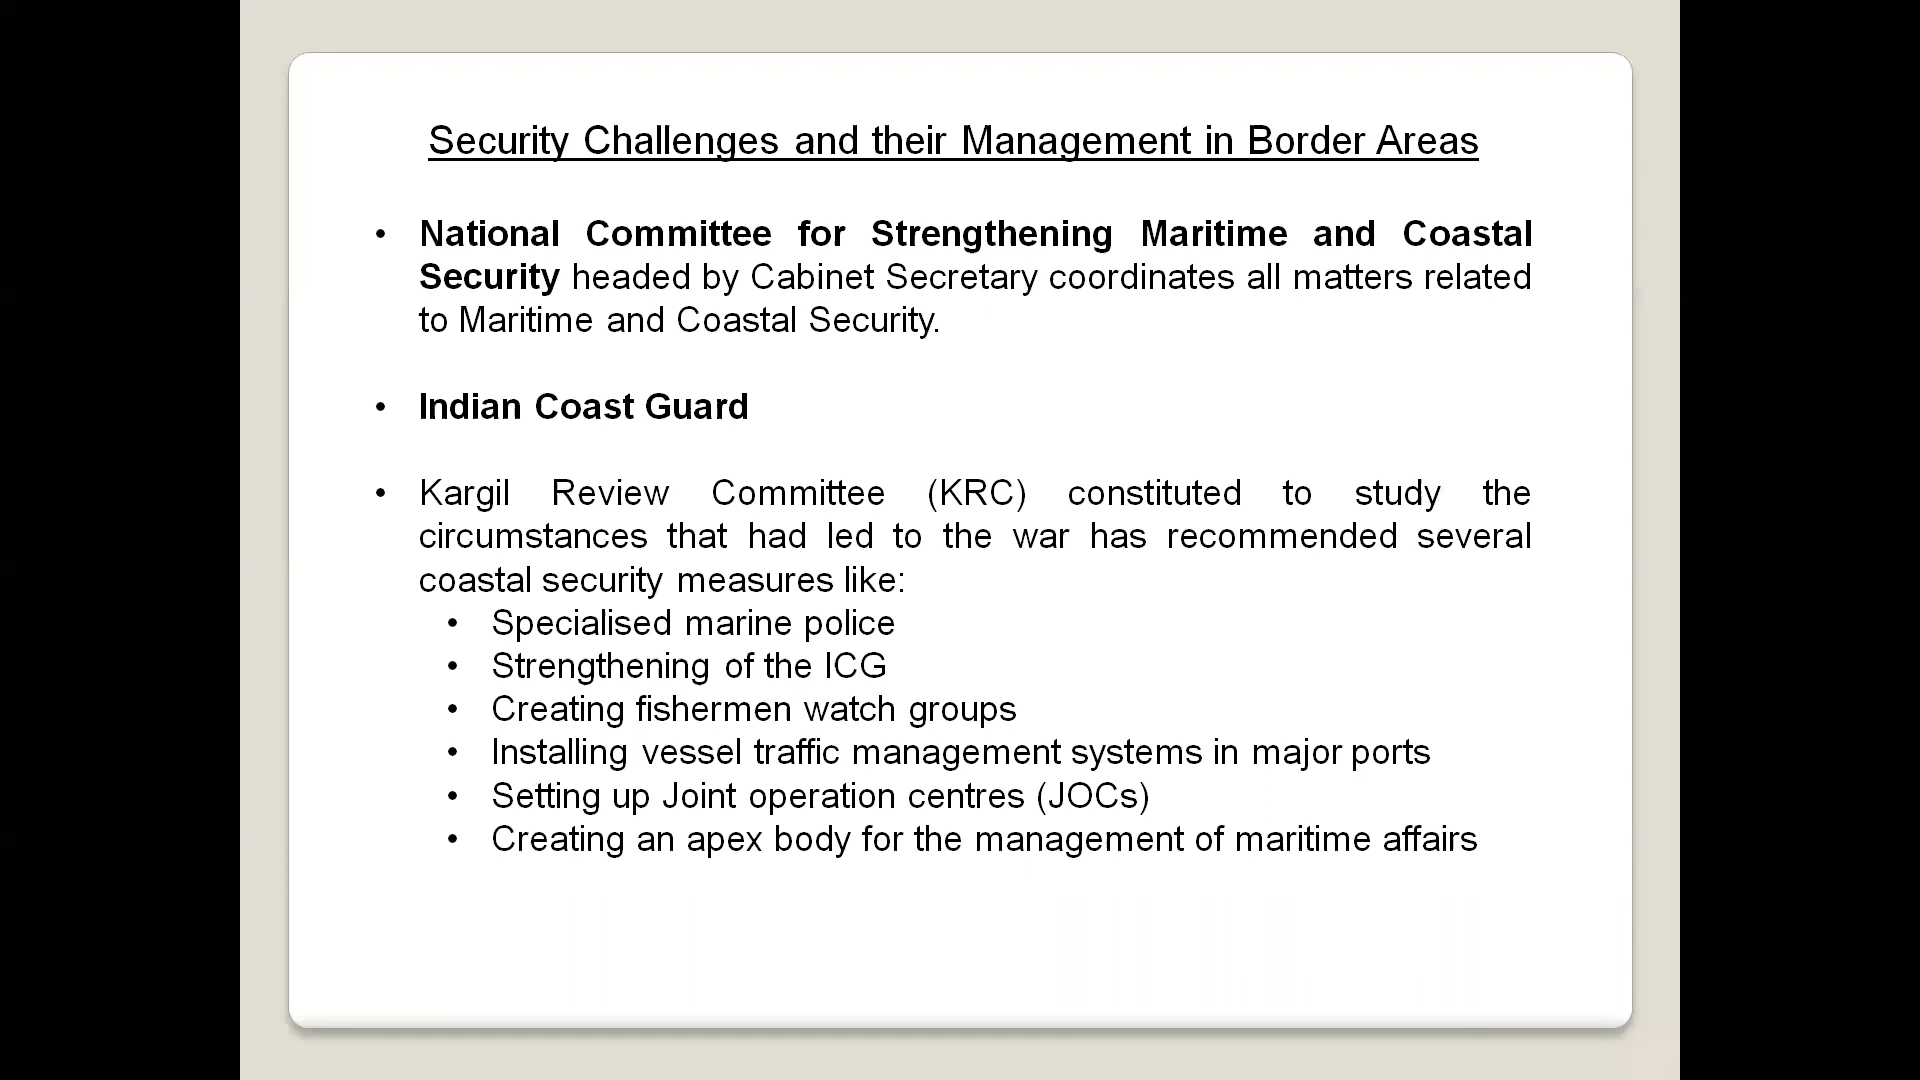 Security Challenges and their Management in Border Areas
• National Committee for Strengthening Maritime and Coastal
Security headed by Cabinet Secretary coordinates all matters related
to Maritime and Coastal Security.
• Indian Coast Guard
• Kargil Review Committee (KRC) constituted to study the
circumstances that had led to the war has recommended several
coastal security measures like:
• Specialised marine police
• Strengthening of the ICG
• Creating fishermen watch groups
• Installing vessel traffic management systems in major ports
• Setting up Joint operation centres (JOCs)
• Creating an apex body for the management of maritime affairs